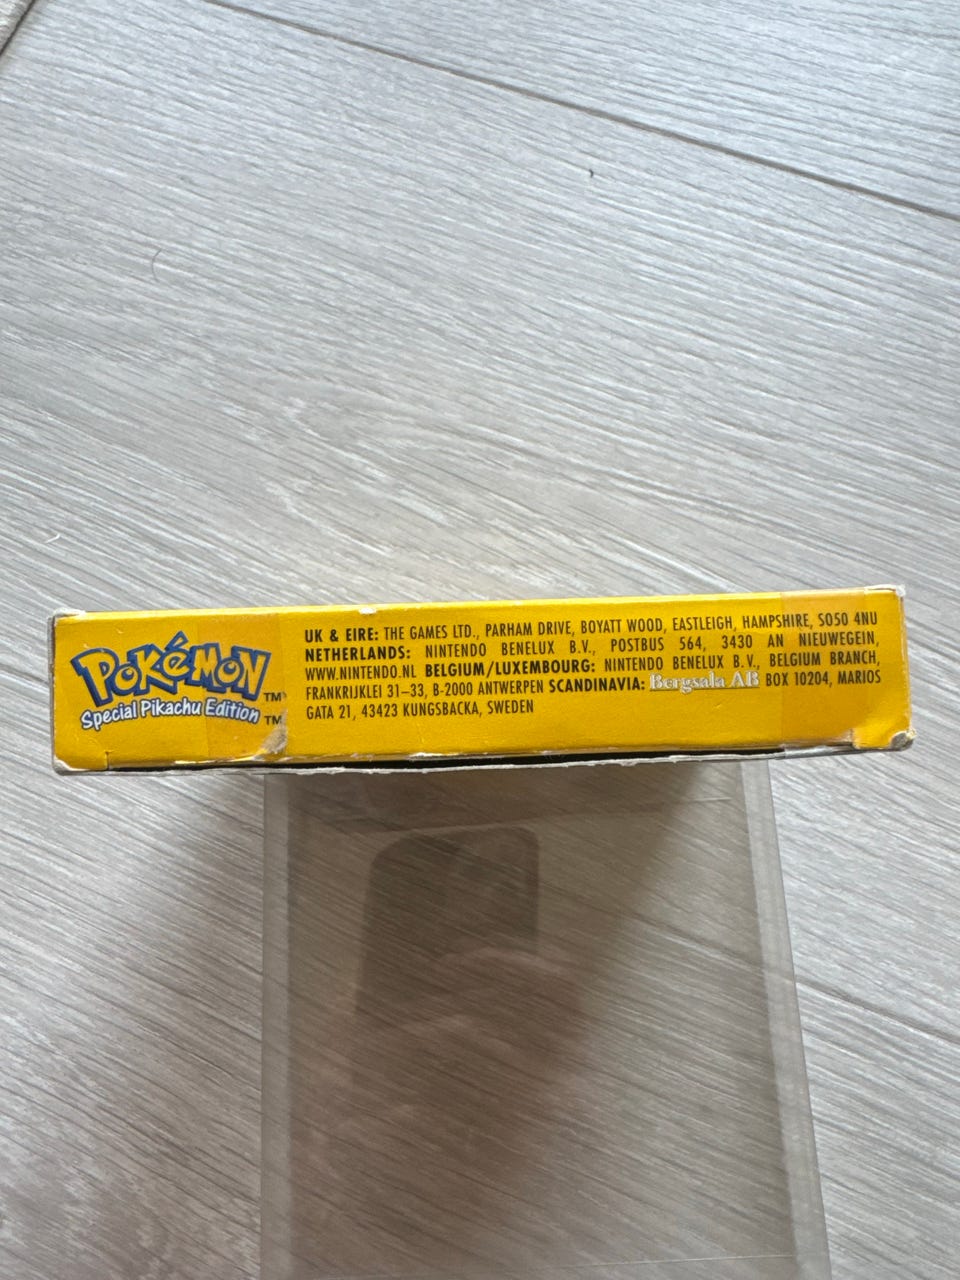 POKéMON™
Special Pikachu Edition™
UK & EIRE: THE GAMES LTD., PARHAM DRIVE, BOYATT WOOD, EASTLEIGH, HAMPSHIRE, SO50 4NU
NETHERLANDS: NINTENDO BENELUX B.V., POSTBUS 564, 3430 AN NIEUWEGEIN,
WWW.NINTENDO.NL BELGIUM/LUXEMBOURG: NINTENDO BENELUX B.V., BELGIUM BRANCH,
FRANKRIJKLEI 31–33, B-2000 ANTWERPEN SCANDINAVIA: Bergsala AB BOX 10204, MARIOS
GATA 21, 43423 KUNGSBACKA, SWEDEN